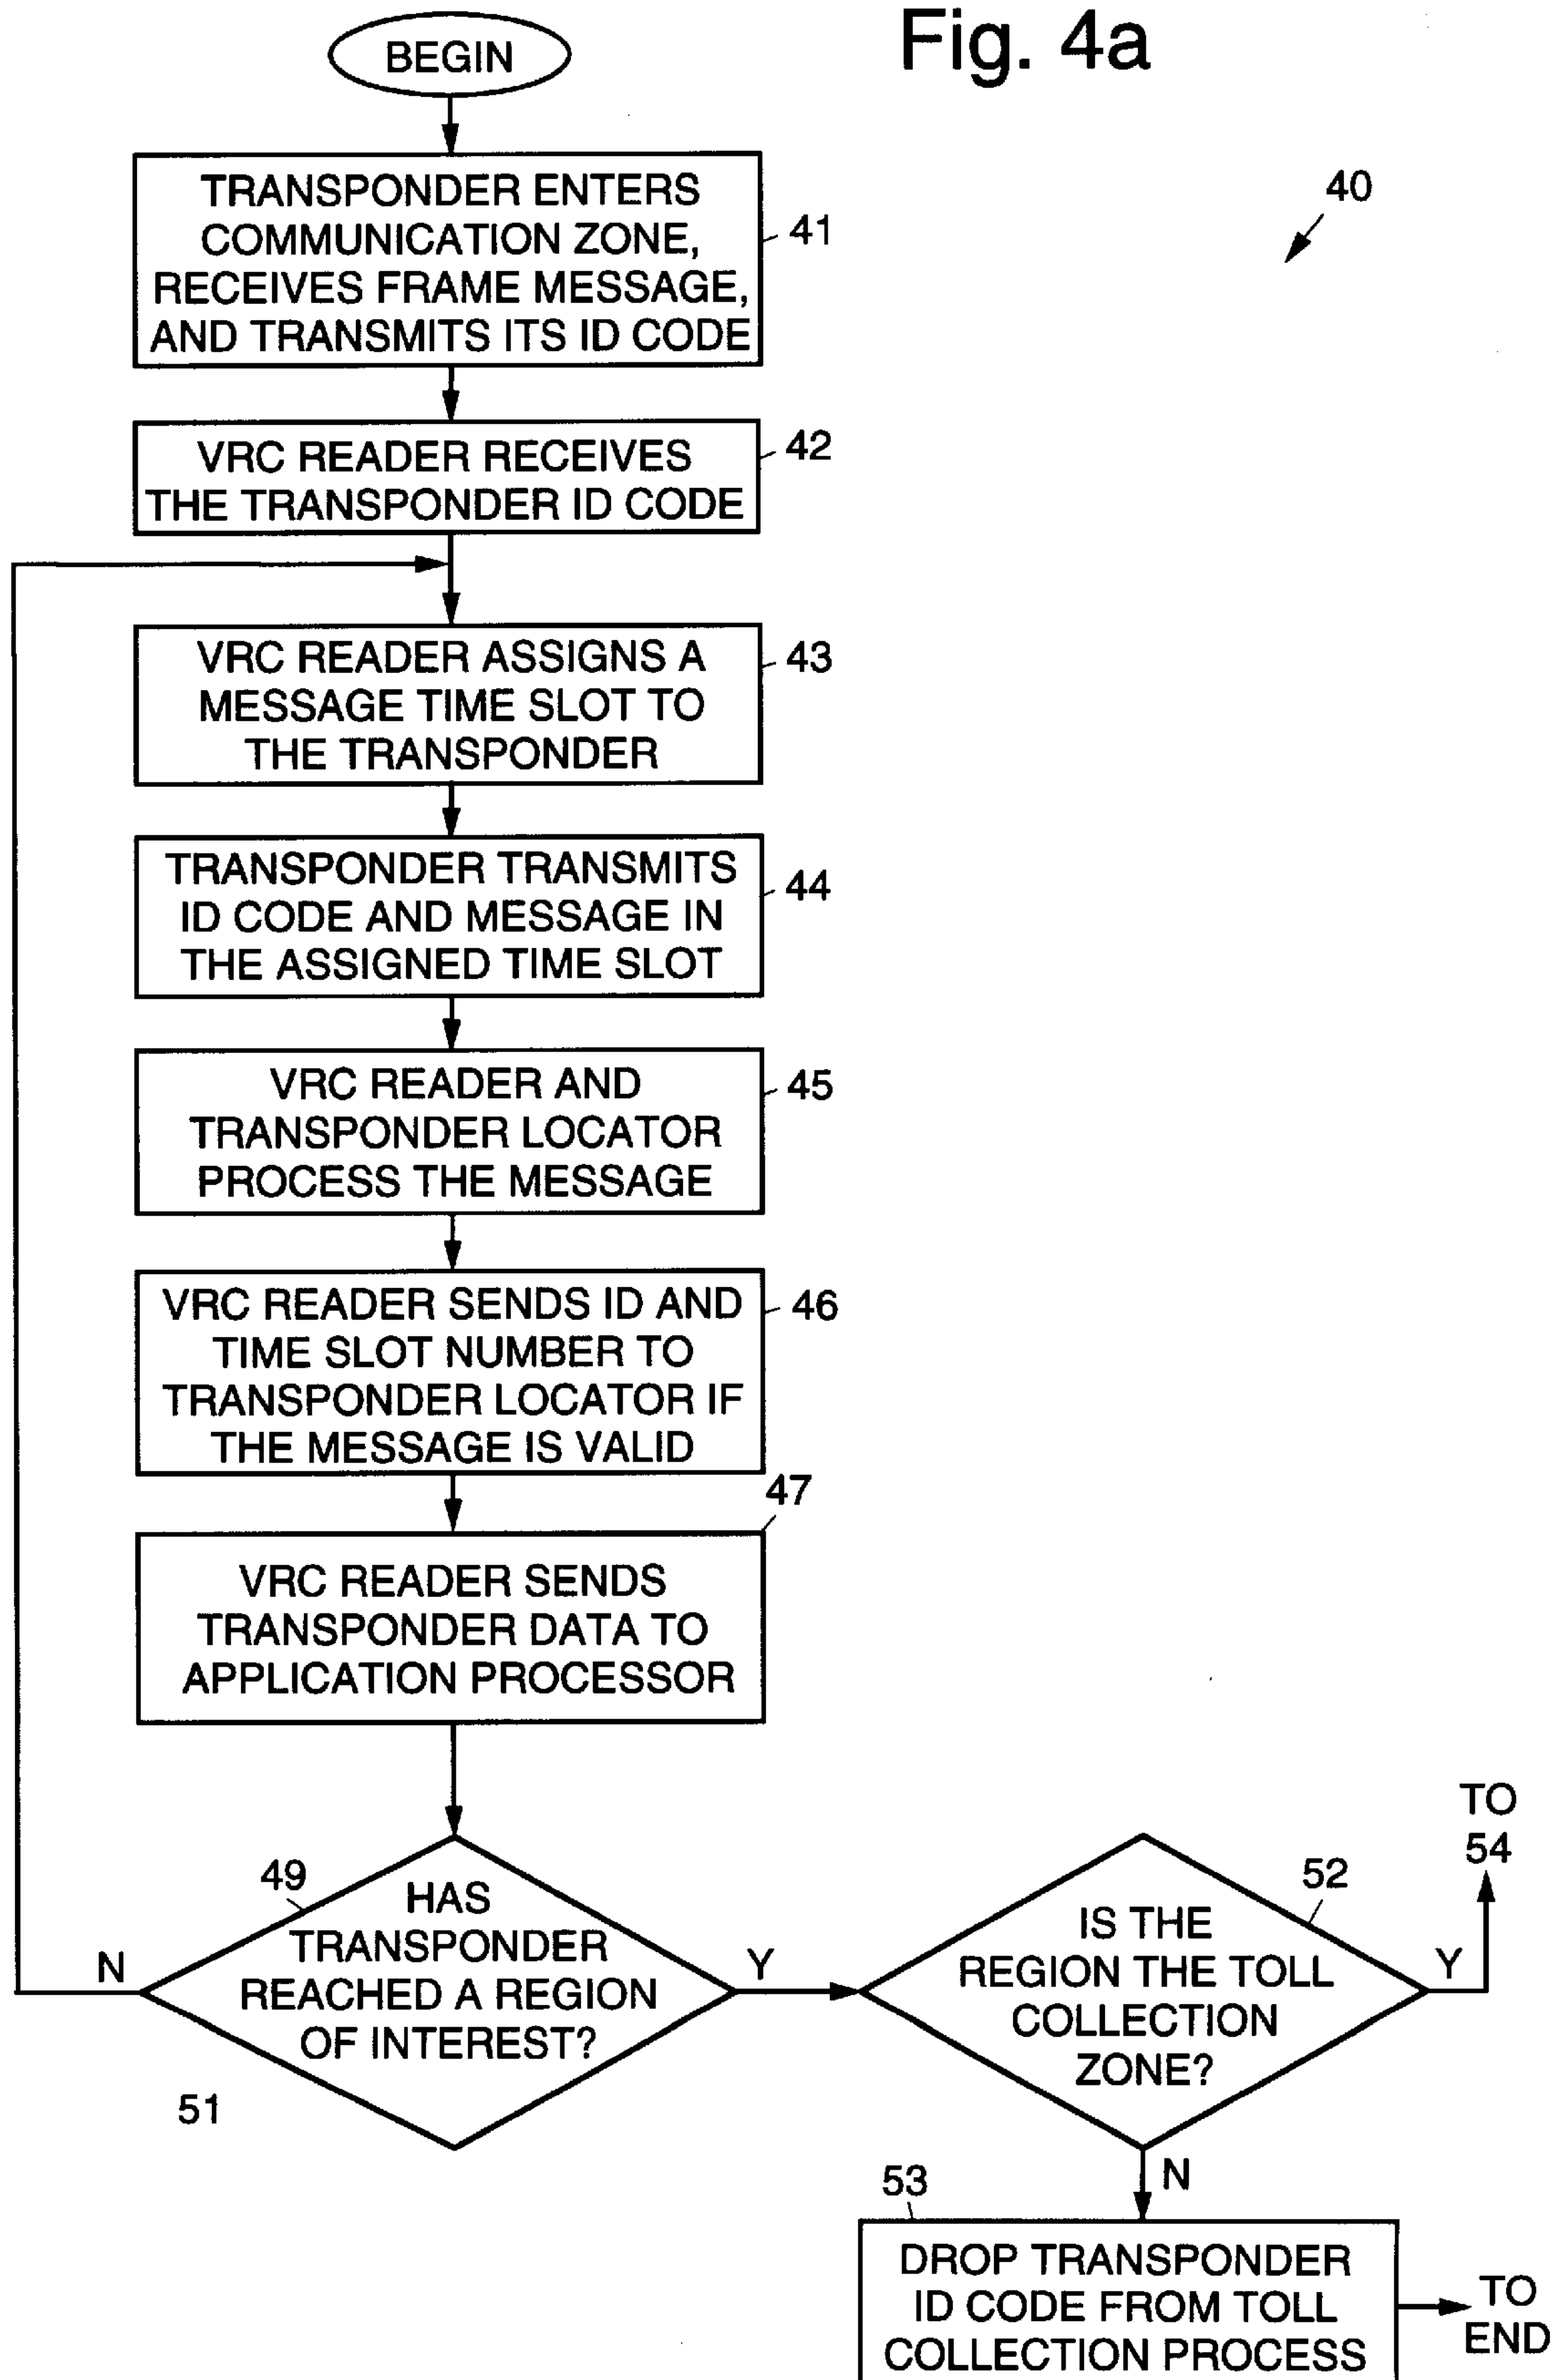 Fig. 4a
BEGIN
40
TRANSPONDER ENTERS
COMMUNICATION ZONE,
RECEIVES FRAME MESSAGE,
AND TRANSMITS ITS ID CODE
41
VRC READER RECEIVES
THE TRANSPONDER ID CODE
42
VRC READER ASSIGNS A
MESSAGE TIME SLOT TO
THE TRANSPONDER
43
TRANSPONDER TRANSMITS
ID CODE AND MESSAGE IN
THE ASSIGNED TIME SLOT
44
VRC READER AND
TRANSPONDER LOCATOR
PROCESS THE MESSAGE
45
VRC READER SENDS ID AND
TIME SLOT NUMBER TO
TRANSPONDER LOCATOR IF
THE MESSAGE IS VALID
46
47
VRC READER SENDS
TRANSPONDER DATA TO
APPLICATION PROCESSOR
49
HAS
TRANSPONDER
REACHED A REGION
OF INTEREST?
N
Y
51
52
IS THE
REGION THE TOLL
COLLECTION
ZONE?
Y
TO
54
N
53
DROP TRANSPONDER
ID CODE FROM TOLL
COLLECTION PROCESS
TO
END